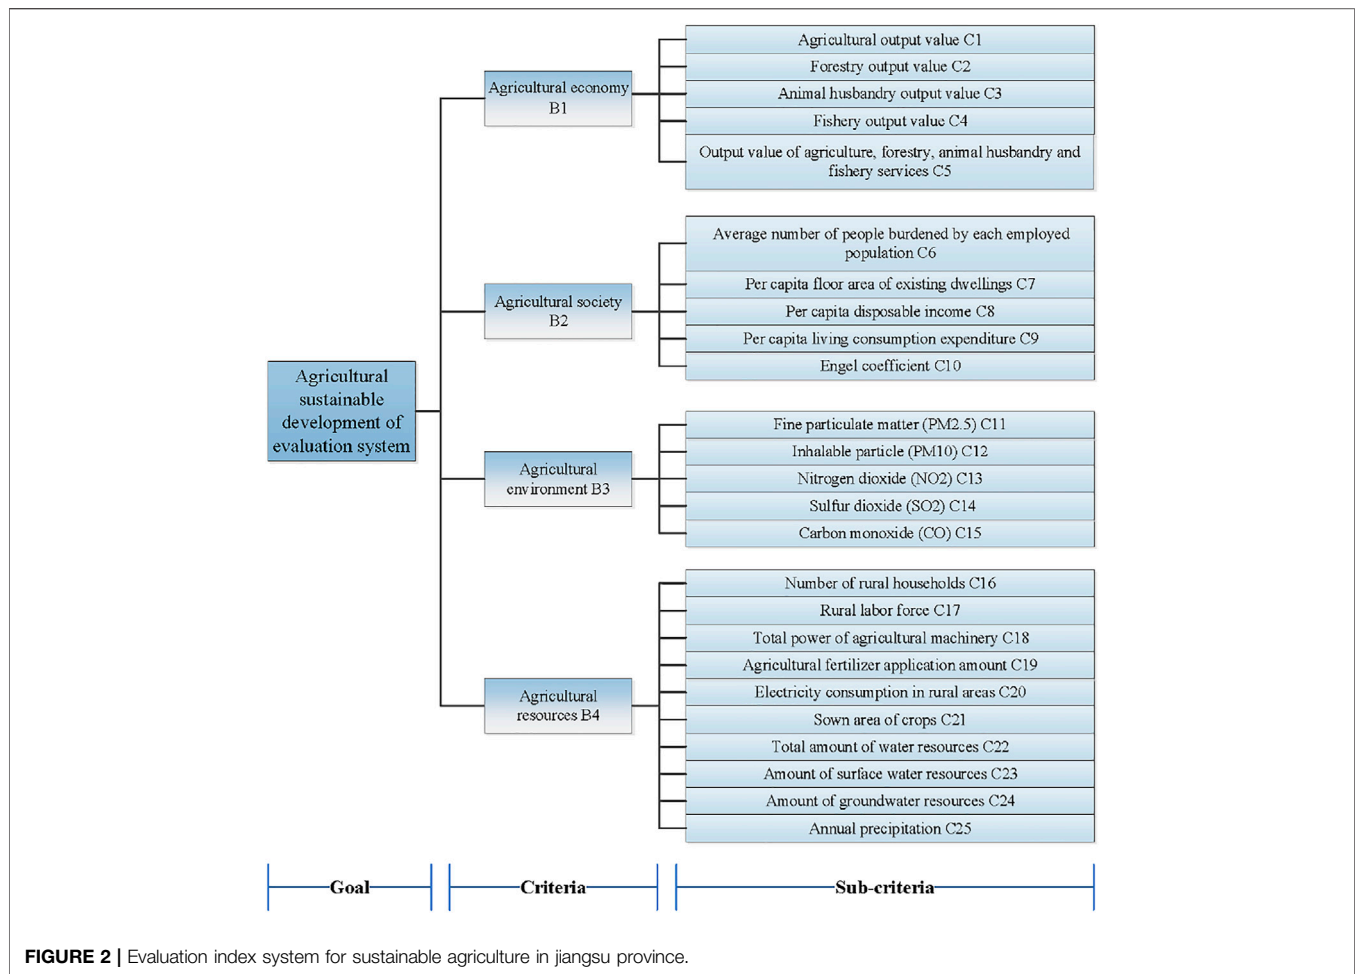 Agricultural
sustainable
development of
evaluation system
Agricultural economy
B1
Agricultural output value C1
Forestry output value C2
Animal husbandry output value C3
Fishery output value C4
Output value of agriculture, forestry, animal husbandry and
fishery services C5
Agricultural society
B2
Average number of people burdened by each employed
population C6
Per capita floor area of existing dwellings C7
Per capita disposable income C8
Per capita living consumption expenditure C9
Engel coefficient C10
Agricultural
environment B3
Fine particulate matter (PM2.5) C11
Inhalable particle (PM10) C12
Nitrogen dioxide (NO2) C13
Sulfur dioxide (SO2) C14
Carbon monoxide (CO) C15
Agricultural
resources B4
Number of rural households C16
Rural labor force C17
Total power of agricultural machinery C18
Agricultural fertilizer application amount C19
Electricity consumption in rural areas C20
Sown area of crops C21
Total amount of water resources C22
Amount of surface water resources C23
Amount of groundwater resources C24
Annual precipitation C25
Goal
Criteria
Sub-criteria
FIGURE 2 | Evaluation index system for sustainable agriculture in jiangsu province.